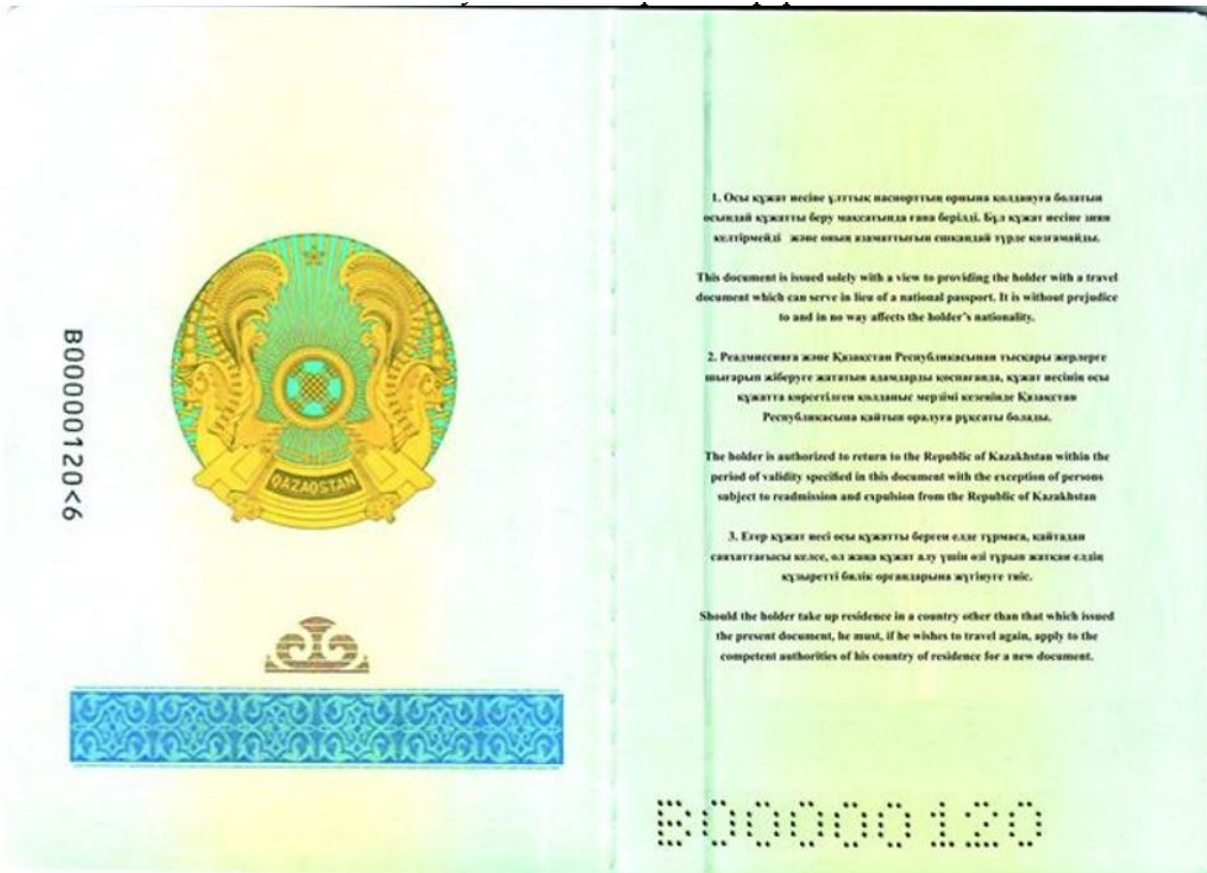 B00000120<6
QAZAQSTAN
1. Осы құжат иесіне ұлттық паспорттың орнына қолдануға болатын
осындай құжатты беру мақсатында ғана берілді. Бұл құжат иесіне зиян
келтірмейді және оның азаматтығын ешқандай түрде қозғамайды.
This document is issued solely with a view to providing the holder with a travel
document which can serve in lieu of a national passport. It is without prejudice
to and in no way affects the holder's nationality.
2. Реадмиссияға және Қазақстан Республикасынан тысқары жерлерге
шығарып жіберуге жататын адамдарды қоспағанда, құжат иесінің осы
құжатта көрсетілген қолданыс мерзімі кезеңінде Қазақстан
Республикасына қайтып оралуға рұқсаты болады.
The holder is authorized to return to the Republic of Kazakhstan within the
period of validity specified in this document with the exception of persons
subject to readmission and expulsion from the Republic of Kazakhstan
3. Егер құжат иесі осы құжатты берген елде тұрмаса, қайтадан
саяхаттағысы келсе, ол жаңа құжат алу үшін өзі тұрып жатқан елдің
құзыретті билік органдарына жүгінуге тиіс.
Should the holder take up residence in a country other than that which issued
the present document, he must, if he wishes to travel again, apply to the
competent authorities of his country of residence for a new document.
B00000120